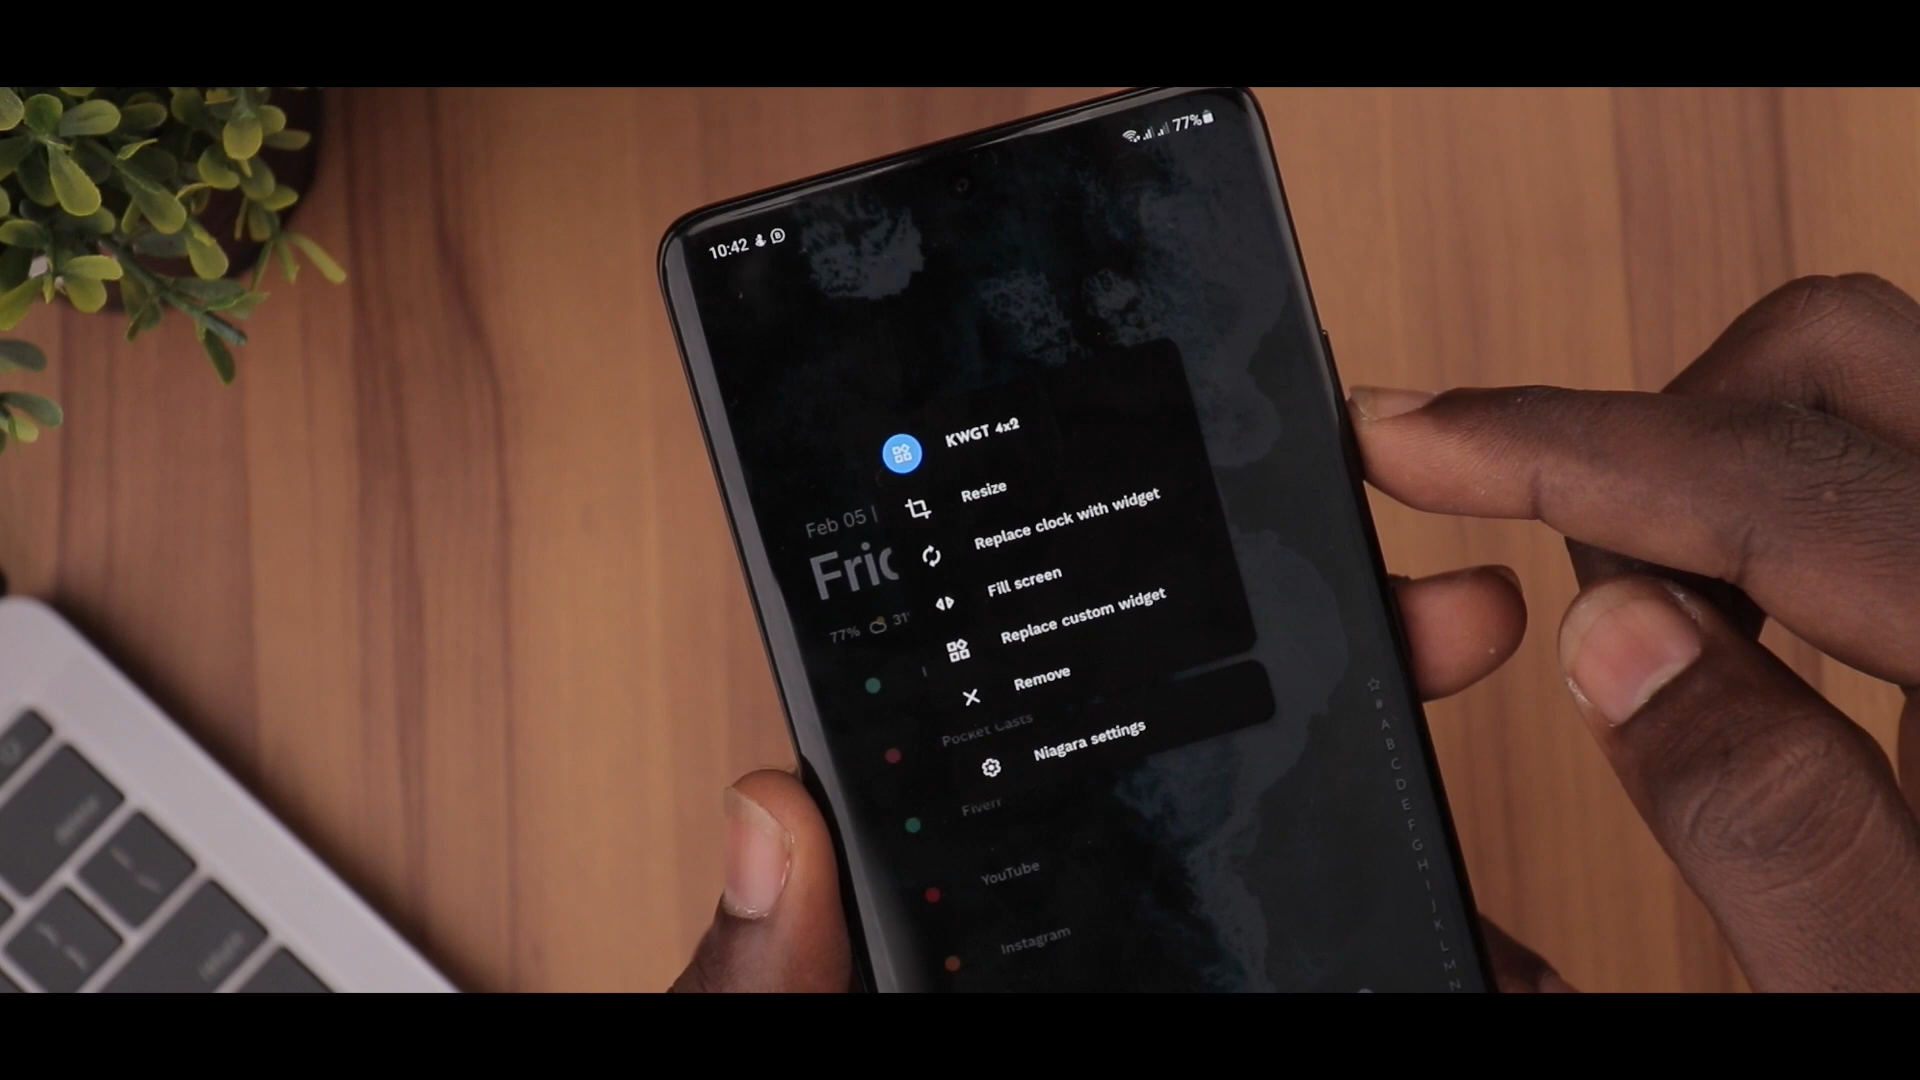 10:42
77%
KWGT 4x2
Resize
Replace clock with widget
Fill screen
Replace custom widget
Remove
Niagara settings
Feb 05 |
Fric
77% 31°
Pocket Casts
Fiverr
YouTube
Instagram
#
A
B
C
D
E
F
G
H
I
J
K
L
M
N